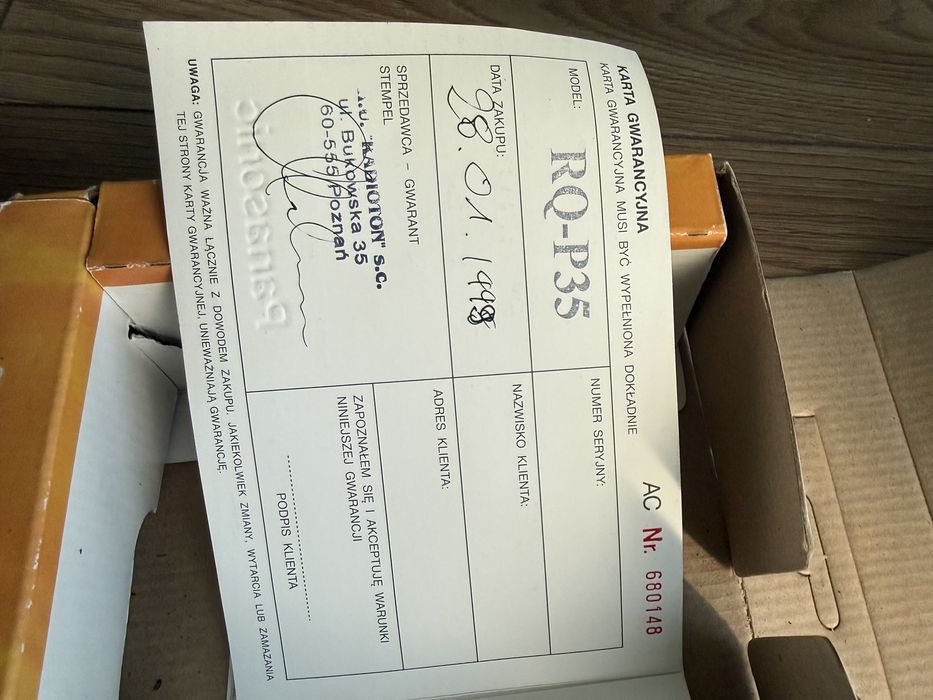 KARTA GWARANCYJNA
KARTA GWARANCYJNA MUSI BYĆ WYPEŁNIONA DOKŁADNIE
AC Nr. 680148
MODEL:
RQ-P35
NUMER SERYJNY:
DATA ZAKUPU:
28.01.1998
NAZWISKO KLIENTA:
SPRZEDAWCA – GWARANT
STEMPEL
"RADIOTON" s.c.
ul. Bukowska 35
60-555 Poznań
ADRES KLIENTA:
ZAPOZNAŁEM SIĘ I AKCEPTUJĘ WARUNKI
NINIEJSZEJ GWARANCJI
PODPIS KLIENTA
Panasonic
UWAGA: GWARANCJA WAŻNA ŁĄCZNIE Z DOWODEM ZAKUPU. JAKIEKOLWIEK ZMIANY, WYTARCIA LUB ZAMAZANIA
TEJ STRONY KARTY GWARANCYJNEJ, UNIEWAŻNIAJĄ GWARANCJĘ.